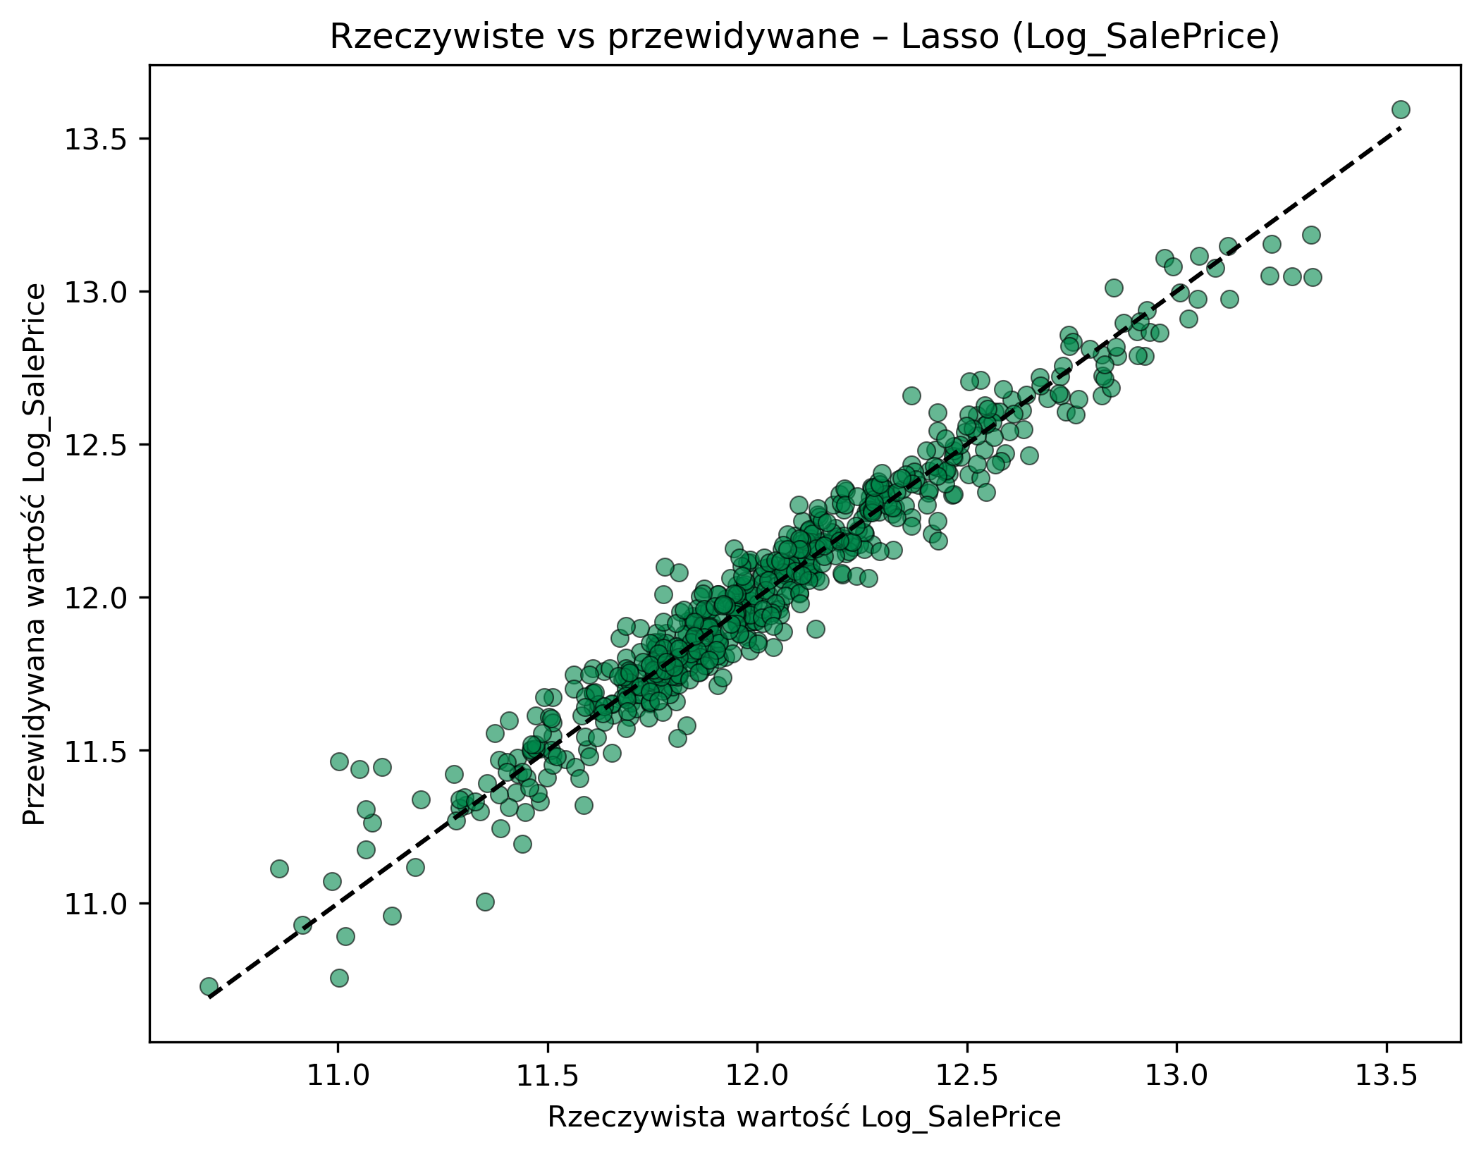 Rzeczywiste vs przewidywane – Lasso (Log_SalePrice)
Przewidywana wartość Log_SalePrice
13.5
13.0
12.5
12.0
11.5
11.0
11.0 11.5 12.0 12.5 13.0 13.5
Rzeczywista wartość Log_SalePrice